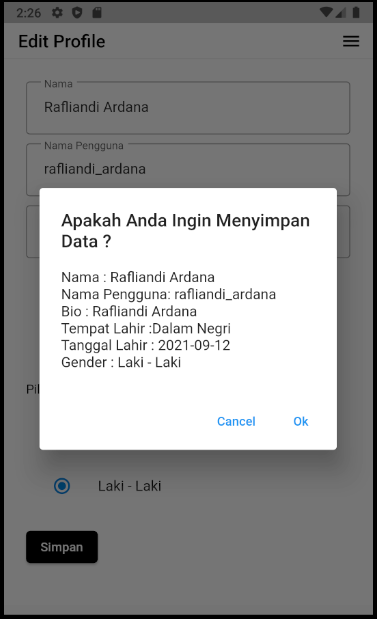 2:26
Edit Profile
Nama
Rafliandi Ardana
Nama Pengguna
rafliandi_ardana
Apakah Anda Ingin Menyimpan
Data ?
Nama : Rafliandi Ardana
Nama Pengguna: rafliandi_ardana
Bio : Rafliandi Ardana
Tempat Lahir :Dalam Negri
Tanggal Lahir : 2021-09-12
Gender : Laki - Laki
Pil
Cancel Ok
Laki - Laki
Simpan